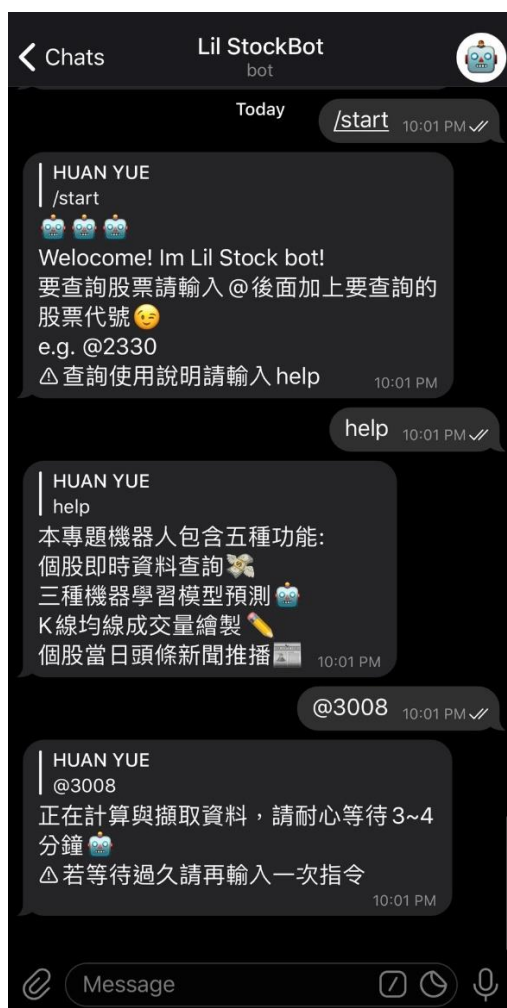 Chats
Lil StockBot
bot
Today
/start 10:01 PM
HUAN YUE
/start
Welocome! Im Lil Stock bot!
要查詢股票請輸入@後面加上要查詢的
股票代號
e.g. @2330
⚠查詢使用說明請輸入help 10:01 PM
help 10:01 PM
HUAN YUE
help
本專題機器人包含五種功能:
個股即時資料查詢
三種機器學習模型預測
K線均線成交量繪製
個股當日頭條新聞推播 10:01 PM
@3008 10:01 PM
HUAN YUE
@3008
正在計算與擷取資料，請耐心等待3~4
分鐘
⚠若等待過久請再輸入一次指令
10:01 PM
Message